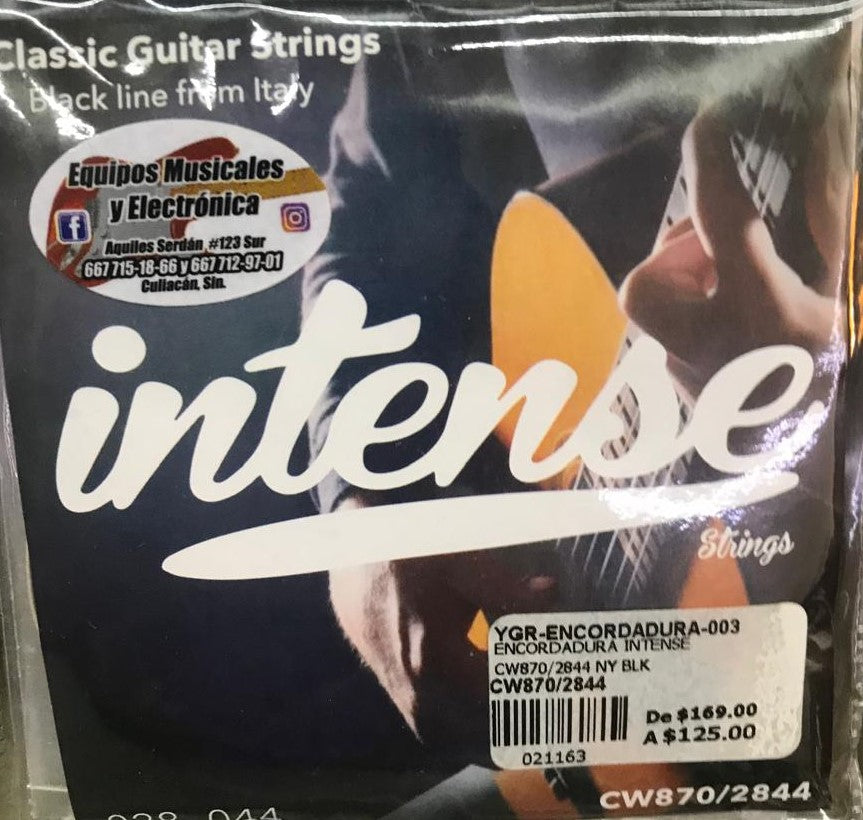 Classic Guitar Strings
Black line from Italy
Equipos Musicales
y Electrónica
Aquiles Serdán #123 Sur
667 715-18-66 y 667 712-97-01
Culiacán, Sin.
intense
Strings
YGR-ENCORDADURA-003
ENCORDADURA INTENSE
CW870/2844 NY BLK
CW870/2844
De $169.00
A $125.00
021163
CW870/2844